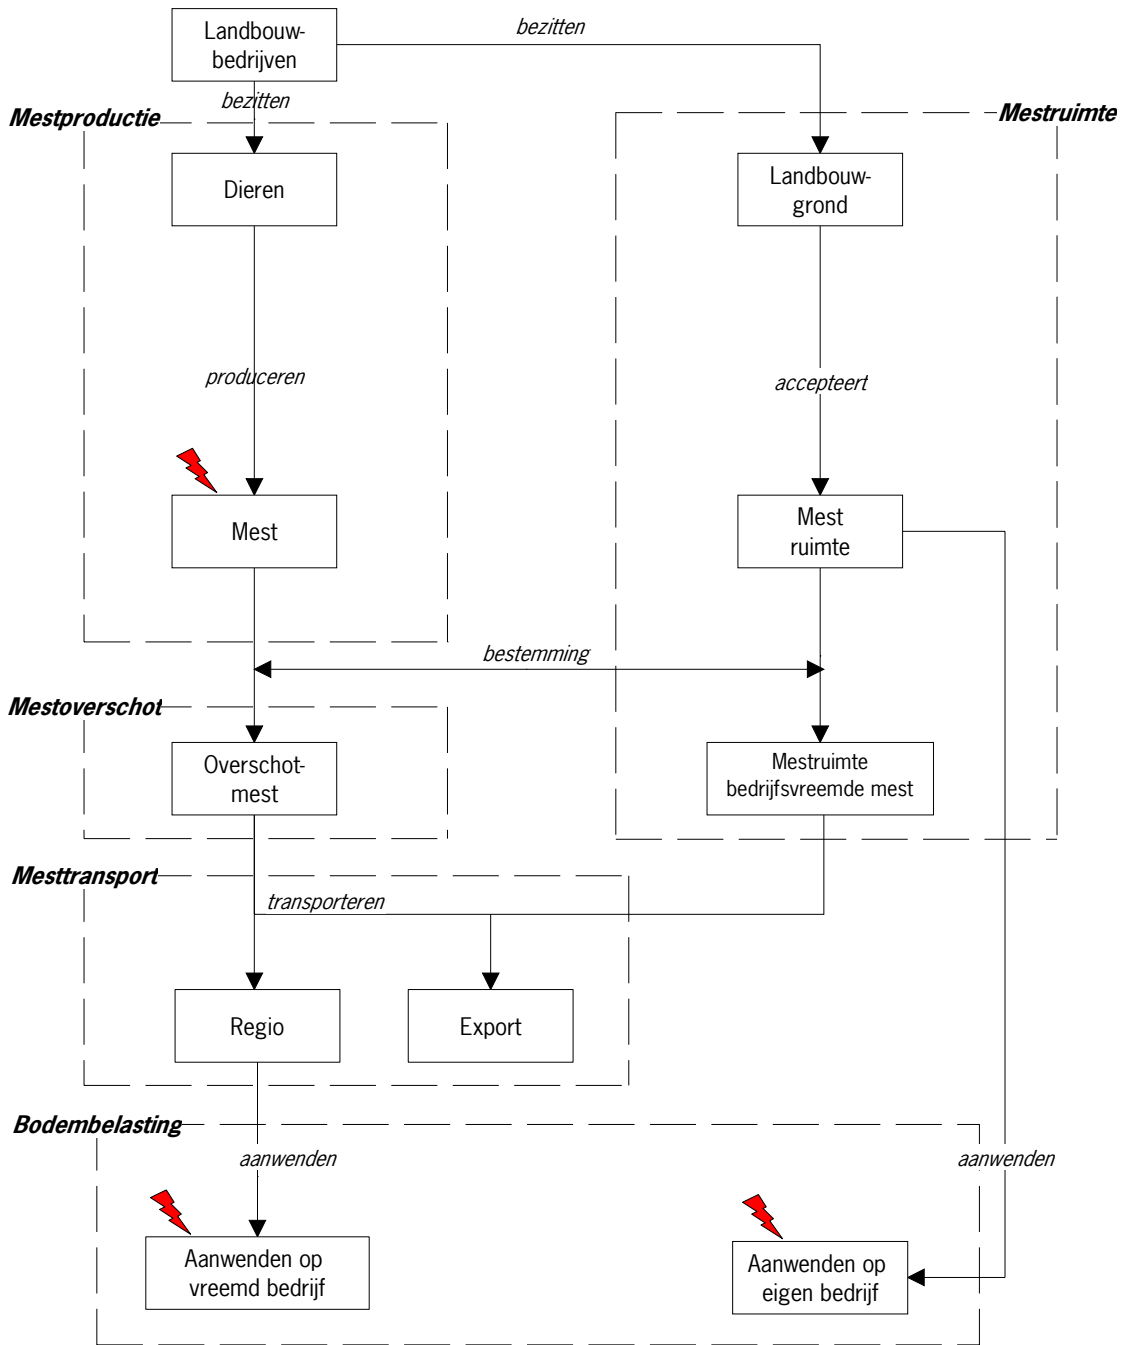 Landbouw-
bedrijven
bezitten
bezitten
Mestproductie
Mestruimte
Dieren
Landbouw-
grond
produceren
accepteert
Mest
Mest
ruimte
bestemming
Mestoverschot
Overschot-
mest
Mestruimte
bedrijfsvreemde mest
Mesttransport
transporteren
Regio
Export
Bodembelasting
aanwenden
aanwenden
Aanwenden op
vreemd bedrijf
Aanwenden op
eigen bedrijf